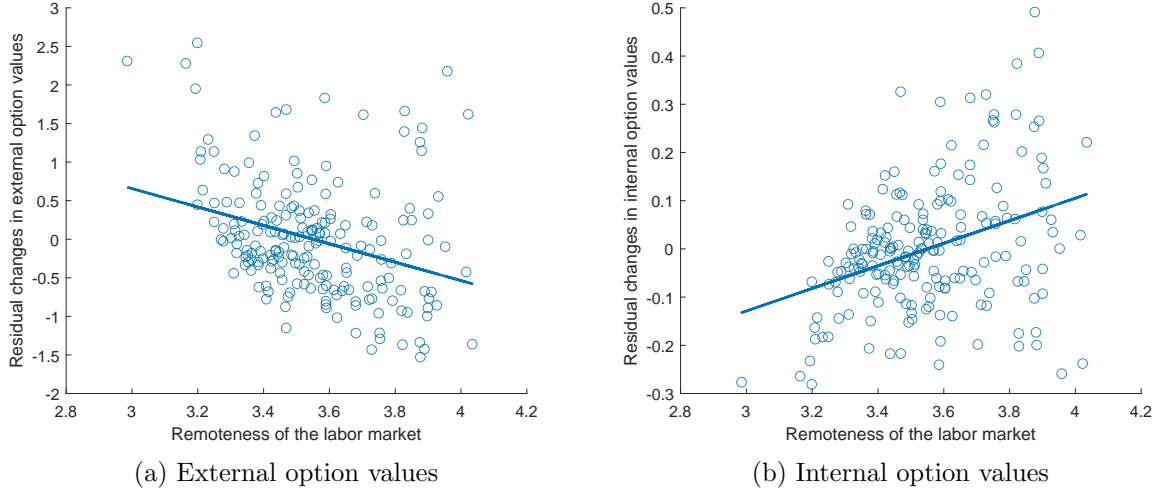 3
2.5
2
1.5
1
0.5
0
-0.5
-1
-1.5
-2
Residual changes in external option values
2.8 3 3.2 3.4 3.6 3.8 4 4.2
Remoteness of the labor market
(a) External option values
0.5
0.4
0.3
0.2
0.1
0
-0.1
-0.2
-0.3
Residual changes in internal option values
2.8 3 3.2 3.4 3.6 3.8 4 4.2
Remoteness of the labor market
(b) Internal option values